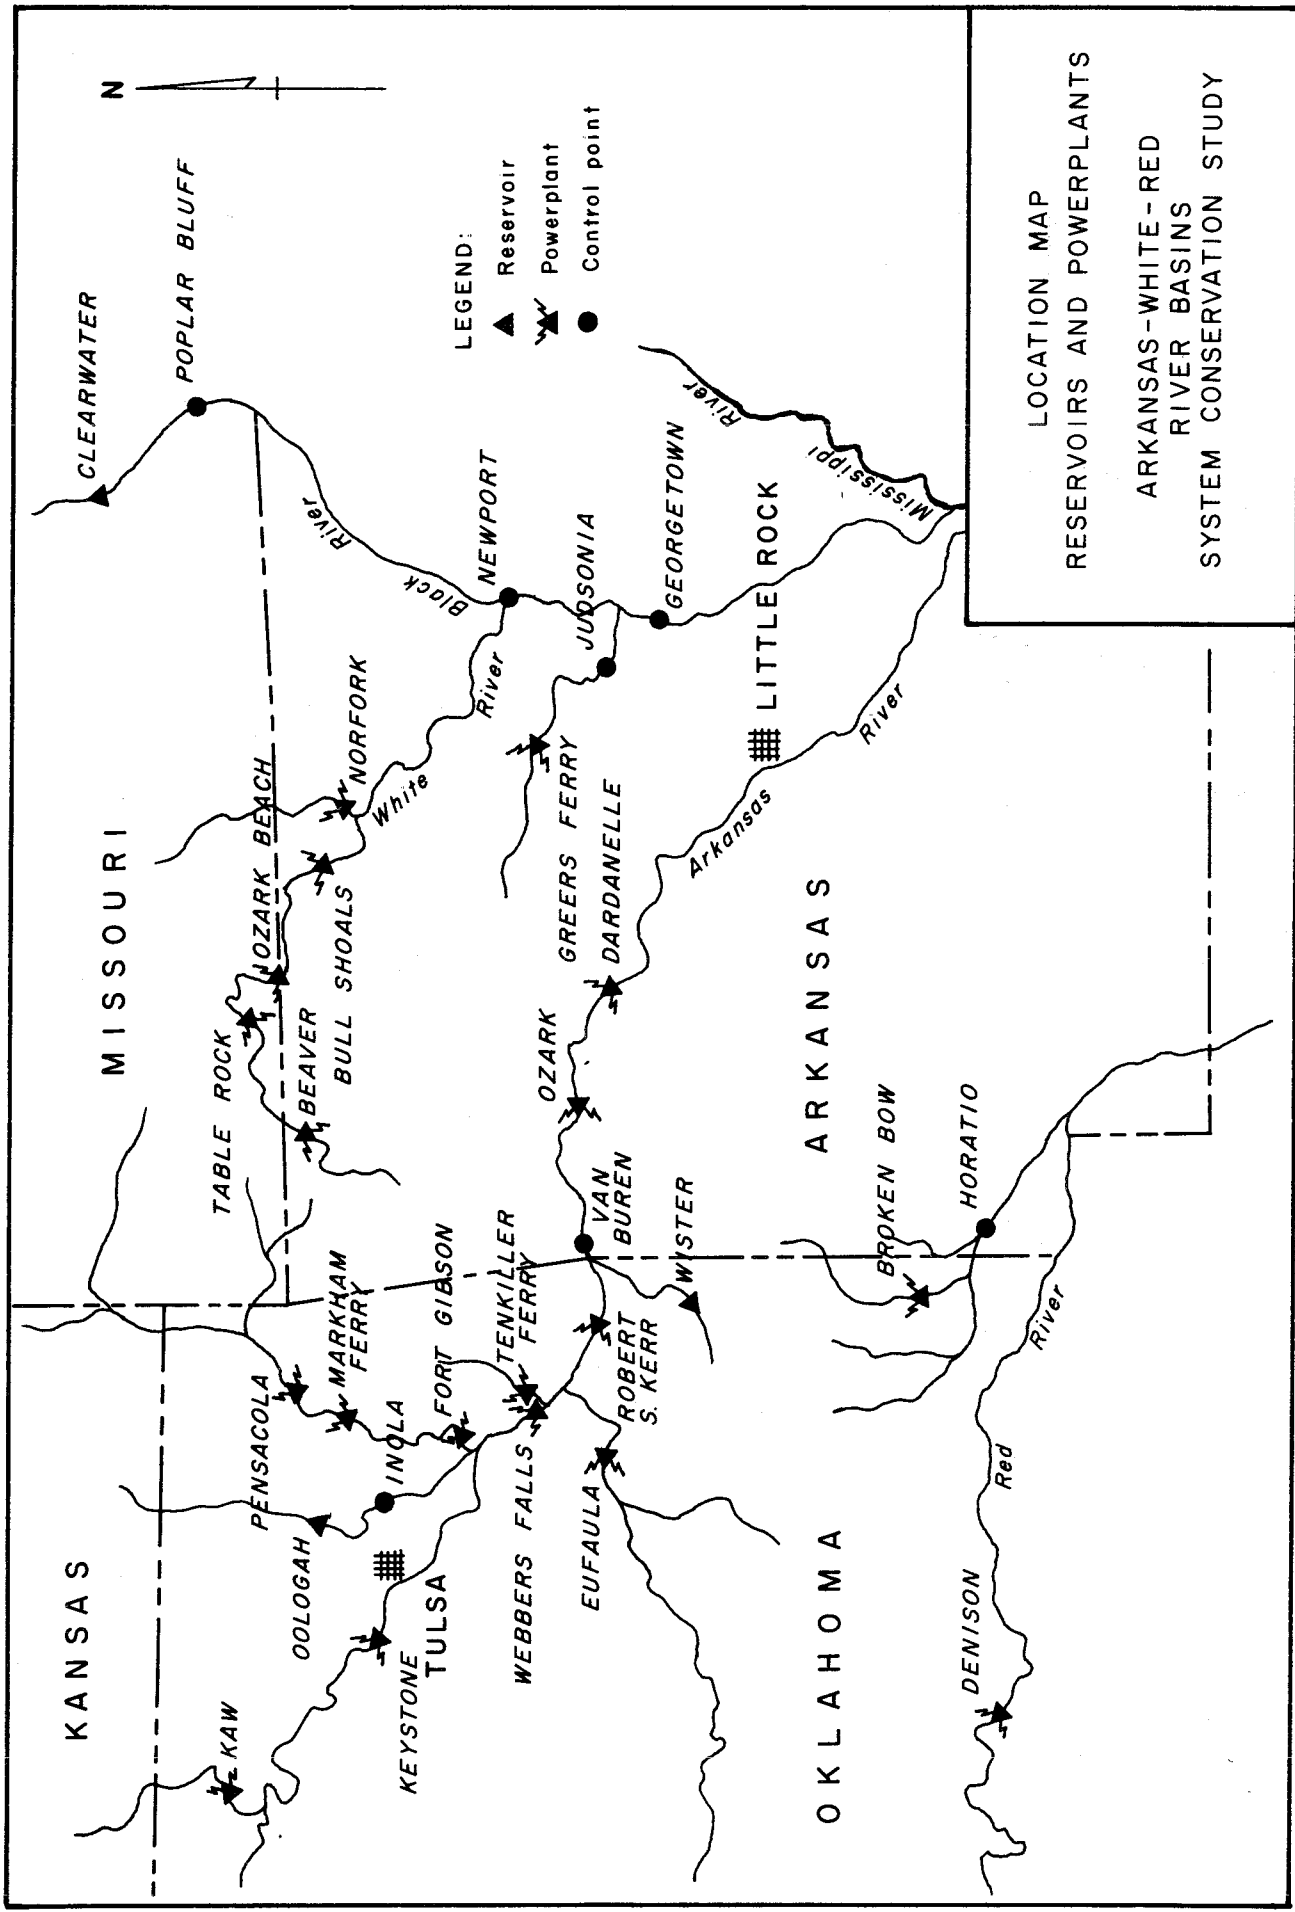 N
KANSAS
MISSOURI
CLEARWATER
POPLAR BLUFF
KAW
OOLOGAH
PENSACOLA
MARKHAM
FERRY
TABLE ROCK
BEAVER
OZARK BEACH
BULL SHOALS
NORFORK
Black
River
White
River
NEWPORT
LEGEND:
Reservoir
Powerplant
Control point
KEYSTONE
TULSA
INOLA
FORT GIBSON
TENKILLER
FERRY
WEBBERS FALLS
EUFAULA
ROBERT
S. KERR
VAN
BUREN
WISTER
OZARK
GREERS FERRY
DARDANELLE
JUDSONIA
GEORGETOWN
LITTLE ROCK
Arkansas
River
Mississippi
River
OKLAHOMA
ARKANSAS
BROKEN BOW
HORATIO
DENISON
Red
River
LOCATION MAP
RESERVOIRS AND POWERPLANTS
ARKANSAS-WHITE-RED
RIVER BASINS
SYSTEM CONSERVATION STUDY